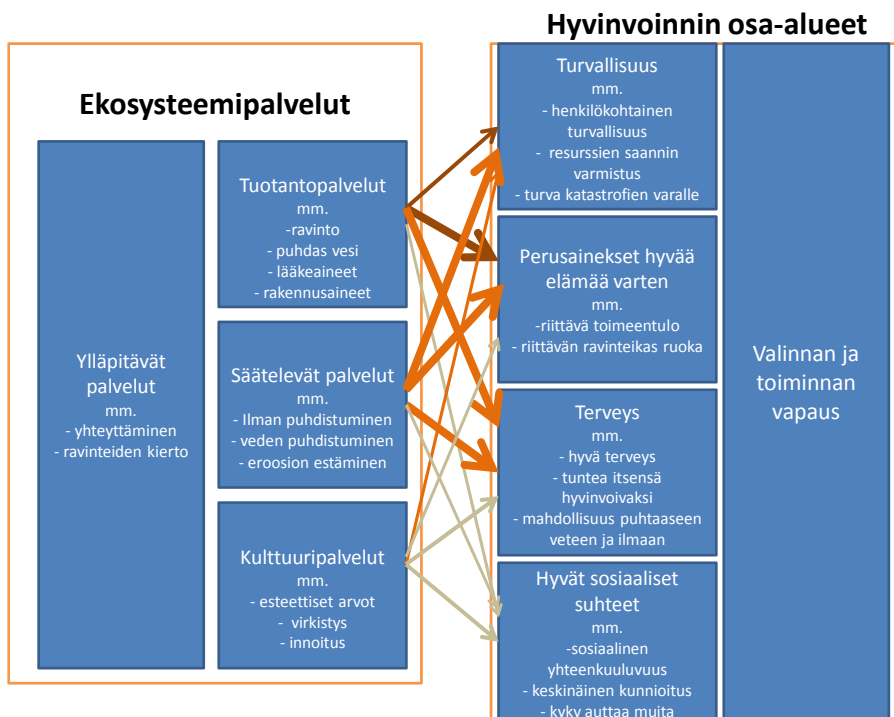 Hyvinvoinnin osa-alueet
Ekosysteemipalvelut
Ylläpitävät
palvelut
mm.
- yhteyttäminen
- ravinteiden kierto
Tuotantopalvelut
mm.
-ravinto
- puhdas vesi
- lääkeaineet
- rakennusaineet
Säätelevät palvelut
mm.
- Ilman puhdistuminen
- veden puhdistuminen
- eroosion estäminen
Kulttuuripalvelut
mm.
- esteettiset arvot
- virkistys
- innoitus
Turvallisuus
mm.
- henkilökohtainen
turvallisuus
- resurssien saannin
varmistus
- turva katastrofien varalle
Perusainekset hyvää
elämää varten
mm.
-riittävä toimeentulo
- riittävän ravinteikas ruoka
Terveys
mm.
- hyvä terveys
- tuntea itsensä
hyvinvoivaksi
- mahdollisuus puhtaaseen
veteen ja ilmaan
Hyvät sosiaaliset
suhteet
mm.
-sosiaalinen
yhteenkuuluvuus
- keskinäinen kunnioitus
- kyky auttaa muita
Valinnan ja
toiminnan
vapaus